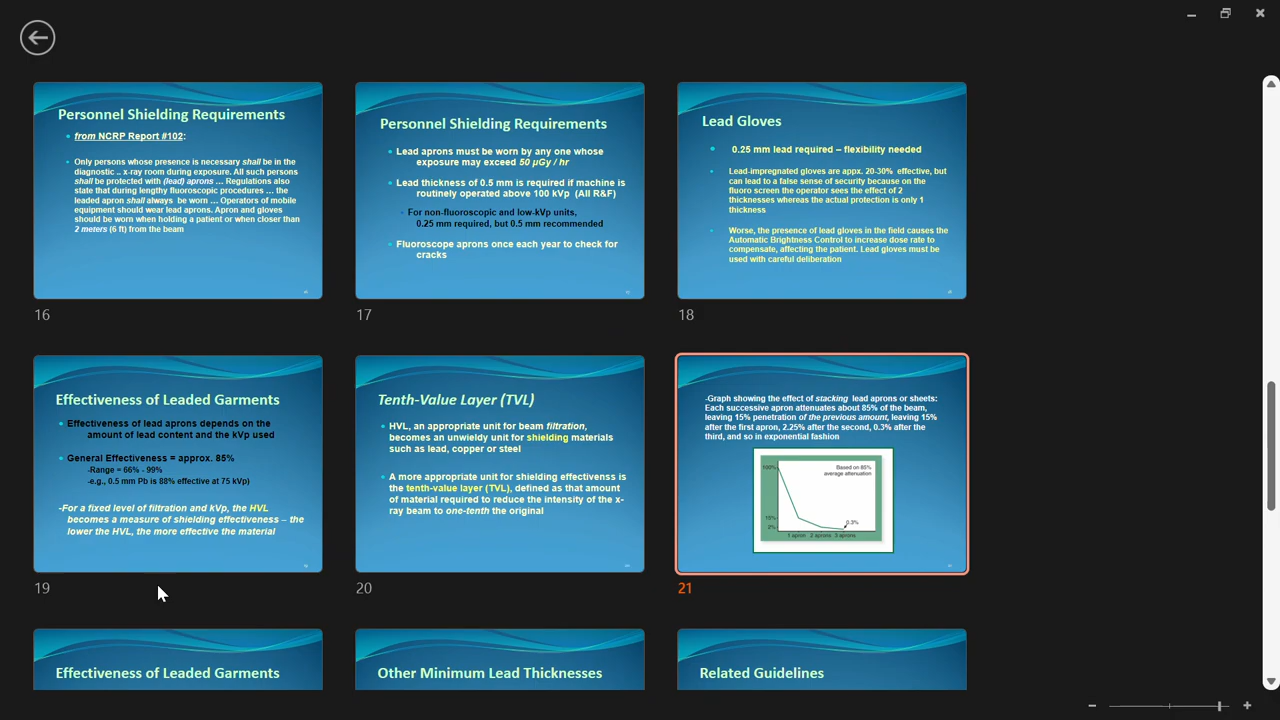 Personnel Shielding Requirements
• from NCRP Report #102:
• Only persons whose presence is necessary shall be in the
diagnostic .. x-ray room during exposure. All such persons
shall be protected with (lead) aprons … Regulations also
state that during lengthy fluoroscopic procedures … the
leaded apron shall always be worn … Operators of mobile
equipment should wear lead aprons. Apron and gloves
should be worn when holding a patient or when closer than
2 meters (6 ft) from the beam
16
Personnel Shielding Requirements
• Lead aprons must be worn by any one whose
exposure may exceed 50 µGy / hr
• Lead thickness of 0.5 mm is required if machine is
routinely operated above 100 kVp (All R&F)
• For non-fluoroscopic and low-kVp units,
0.25 mm required, but 0.5 mm recommended
• Fluoroscope aprons once each year to check for
cracks
17
Lead Gloves
• 0.25 mm lead required – flexibility needed
• Lead-impregnated gloves are appx. 20-30% effective, but
can lead to a false sense of security because on the
fluoro screen the operator sees the effect of 2
thicknesses whereas the actual protection is only 1
thickness
• Worse, the presence of lead gloves in the field causes the
Automatic Brightness Control to increase dose rate to
compensate, affecting the patient. Lead gloves must be
used with careful deliberation
18
Effectiveness of Leaded Garments
• Effectiveness of lead aprons depends on the
amount of lead content and the kVp used
• General Effectiveness = approx. 85%
-Range = 66% - 99%
-e.g., 0.5 mm Pb is 88% effective at 75 kVp)
-For a fixed level of filtration and kVp, the HVL
becomes a measure of shielding effectiveness – the
lower the HVL, the more effective the material
19
Tenth-Value Layer (TVL)
• HVL, an appropriate unit for beam filtration,
becomes an unwieldy unit for shielding materials
such as lead, copper or steel
• A more appropriate unit for shielding effectiveness is
the tenth-value layer (TVL), defined as that amount
of material required to reduce the intensity of the x-
ray beam to one-tenth the original
20
-Graph showing the effect of stacking lead aprons or sheets:
Each successive apron attenuates about 85% of the beam,
leaving 15% penetration of the previous amount, leaving 15%
after the first apron, 2.25% after the second, 0.3% after the
third, and so in exponential fashion
100%
Based on 85%
average attenuation
15%
2%
0.3%
1 apron 2 aprons 3 aprons
21
Effectiveness of Leaded Garments
Other Minimum Lead Thicknesses
Related Guidelines